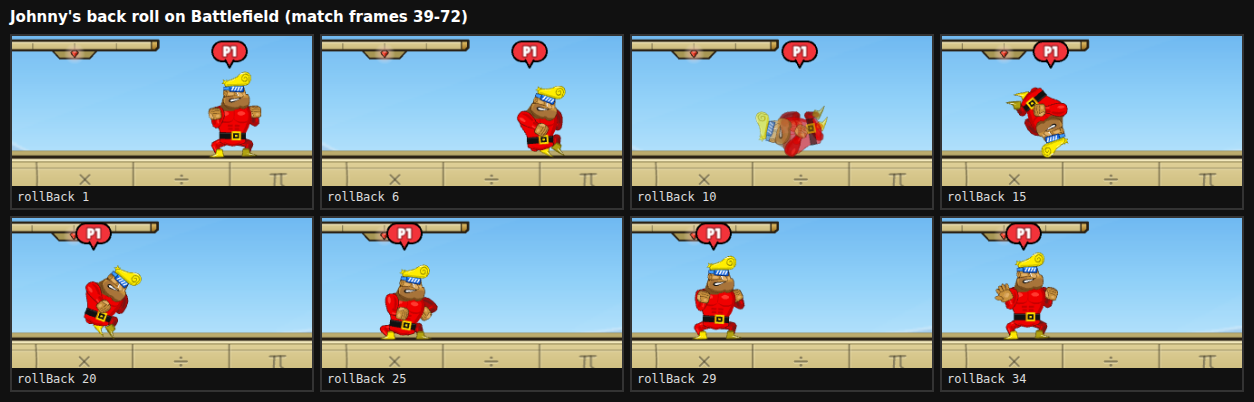 Johnny's back roll on Battlefield (match frames 39-72)
P1 P1 P1 P1
× ÷ π × ÷ π × ÷ π × ÷ π
rollBack 1 rollBack 6 rollBack 10 rollBack 15
P1 P1 P1 P1
× ÷ π × ÷ π × ÷ π × ÷ π
rollBack 20 rollBack 25 rollBack 29 rollBack 34